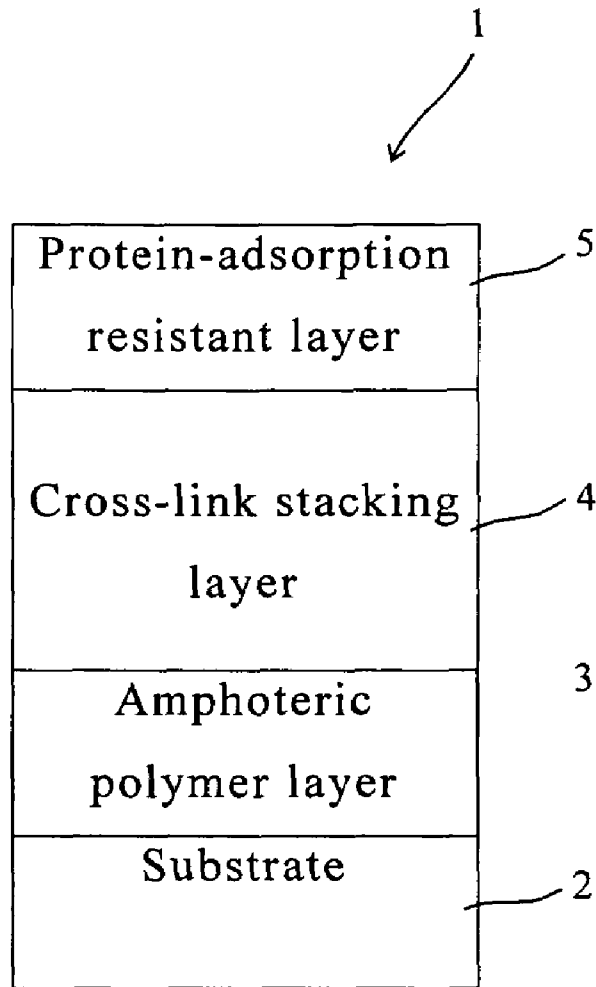 1
Protein-adsorption
resistant layer
5
Cross-link stacking
layer
4
Amphoteric
polymer layer
3
Substrate
2